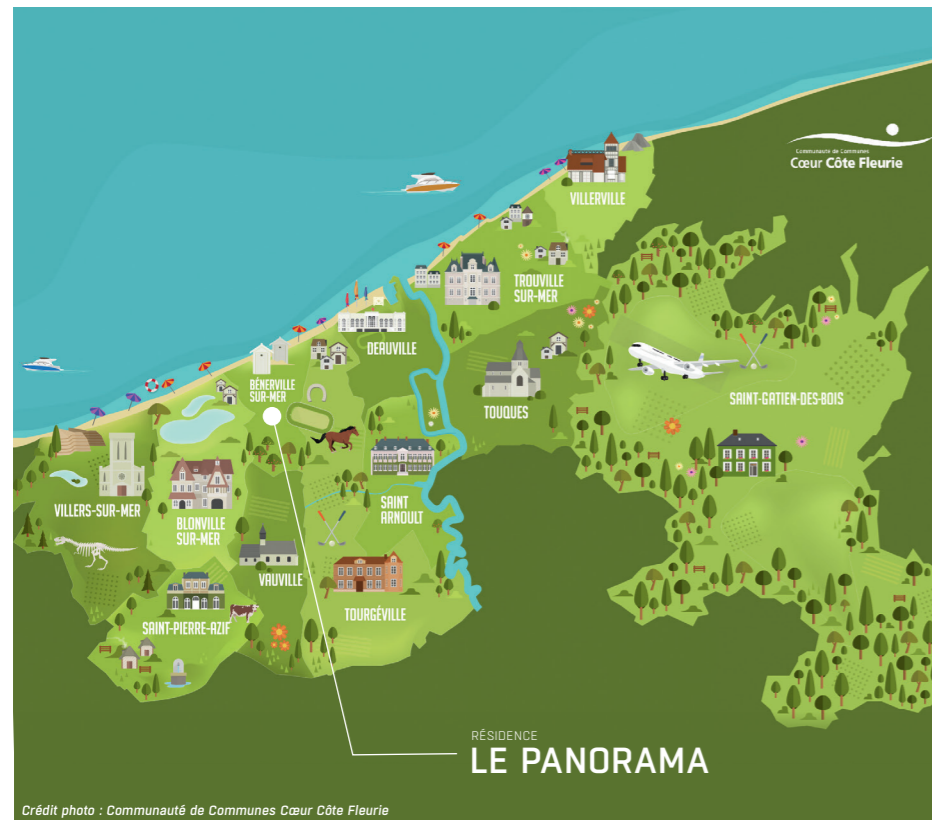 Communauté de Communes
Cœur Côte Fleurie
VILLERVILLE
TROUVILLE
SUR-MER
DEAUVILLE
BÉNERVILLE
SUR-MER
TOUQUES
SAINT-GATIEN-DES-BOIS
VILLERS-SUR-MER
BLONVILLE
SUR-MER
SAINT
ARNOULT
VAUVILLE
TOURGÉVILLE
SAINT-PIERRE-AZIF
RÉSIDENCE
LE PANORAMA
Crédit photo : Communauté de Communes Cœur Côte Fleurie